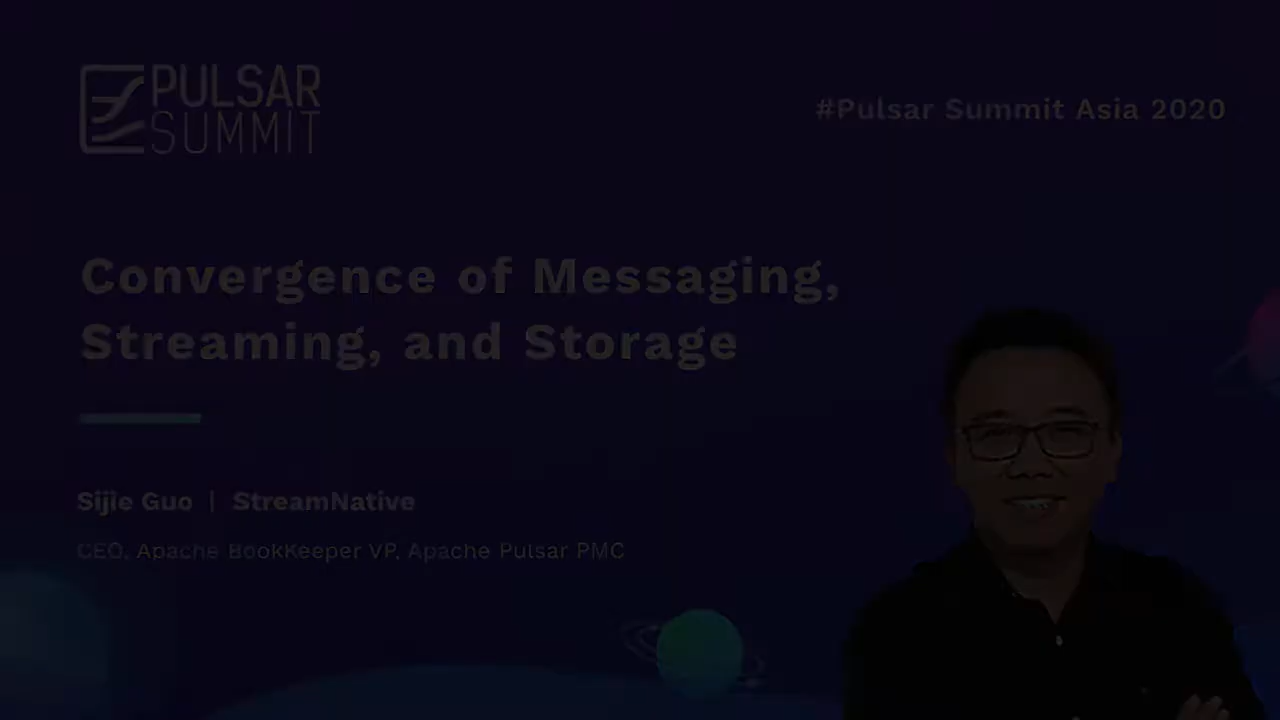 PULSAR
SUMMIT
#Pulsar Summit Asia 2020
Convergence of Messaging,
Streaming, and Storage
Sijie Guo | StreamNative
CEO, Apache BookKeeper VP, Apache Pulsar PMC